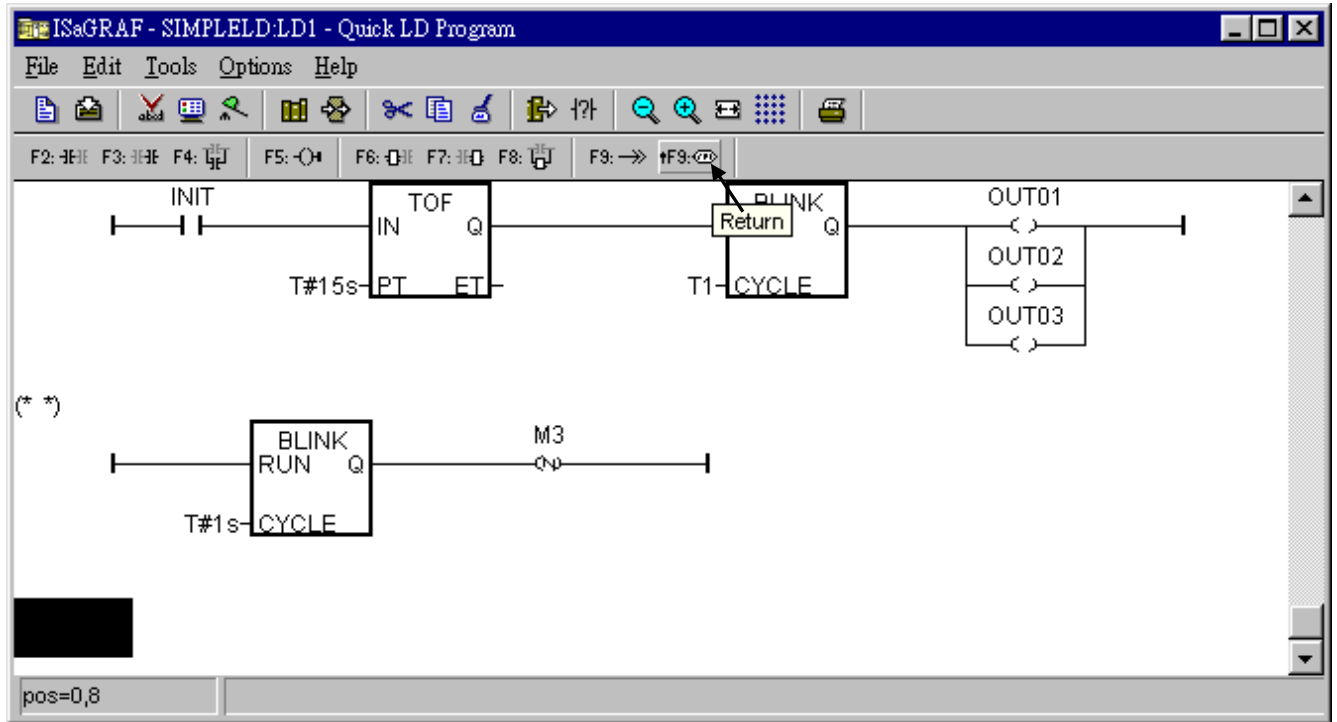 ISaGRAF - SIMPLELD:LD1 - Quick LD Program
File Edit Tools Options Help
F2: F3: F4: F5: F6: F7: F8: F9: F9:
INIT TOF BLINK OUT01
IN Q Return Q
OUT02
T#15s PT ET T1 CYCLE
OUT03
(* *)
BLINK M3
RUN Q N
T#1s CYCLE
pos=0,8